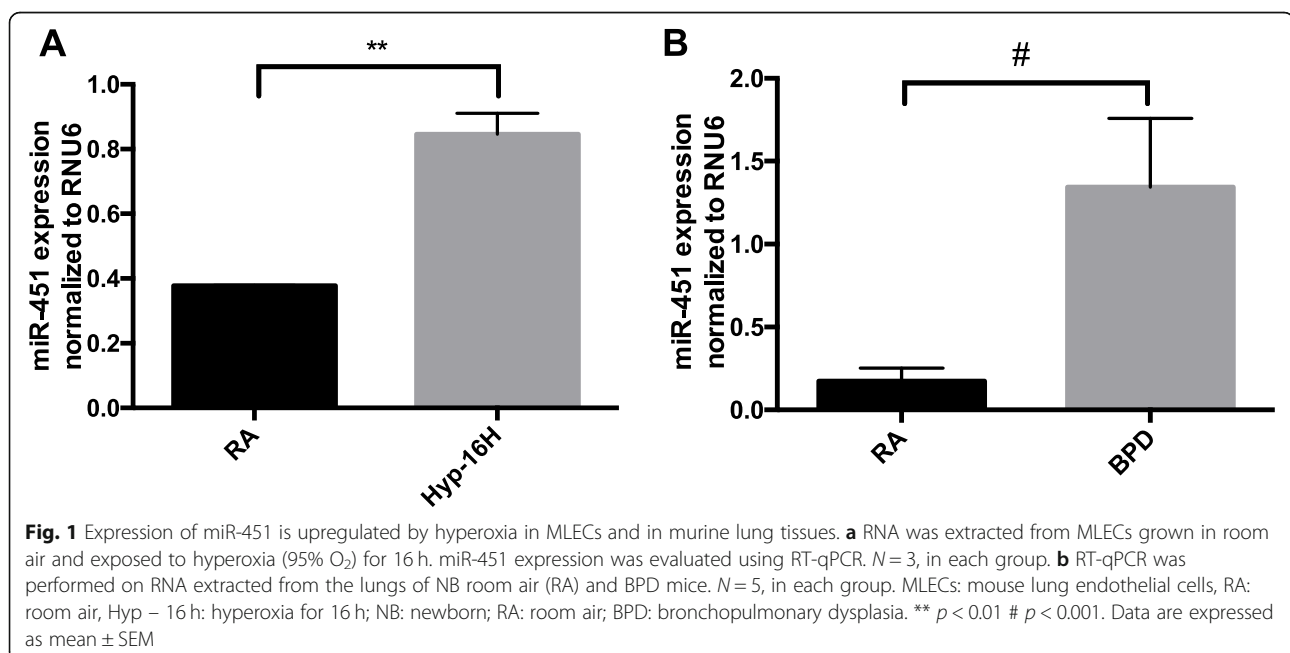 A
**
miR-451 expression
normalized to RNU6
1.0
0.8
0.6
0.4
0.2
0.0
RA
Hyp-16H
B
#
miR-451 expression
normalized to RNU6
2.0
1.5
1.0
0.5
0.0
RA
BPD
Fig. 1 Expression of miR-451 is upregulated by hyperoxia in MLECs and in murine lung tissues. a RNA was extracted from MLECs grown in room
air and exposed to hyperoxia (95% O₂) for 16 h. miR-451 expression was evaluated using RT-qPCR. N = 3, in each group. b RT-qPCR was
performed on RNA extracted from the lungs of NB room air (RA) and BPD mice. N = 5, in each group. MLECs: mouse lung endothelial cells, RA:
room air, Hyp – 16 h: hyperoxia for 16 h; NB: newborn; RA: room air; BPD: bronchopulmonary dysplasia. ** p < 0.01 # p < 0.001. Data are expressed
as mean ± SEM